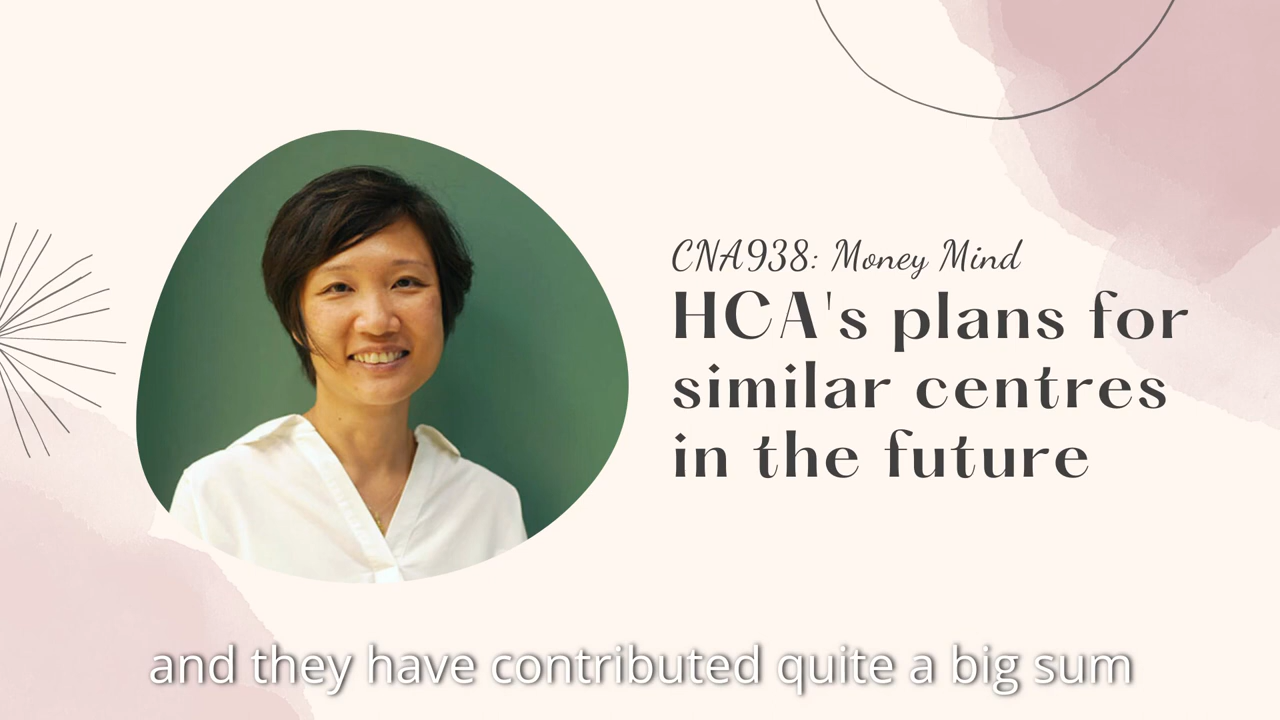 CNA938: Money Mind
HCA's plans for
similar centres
in the future
and they have contributed quite a big sum